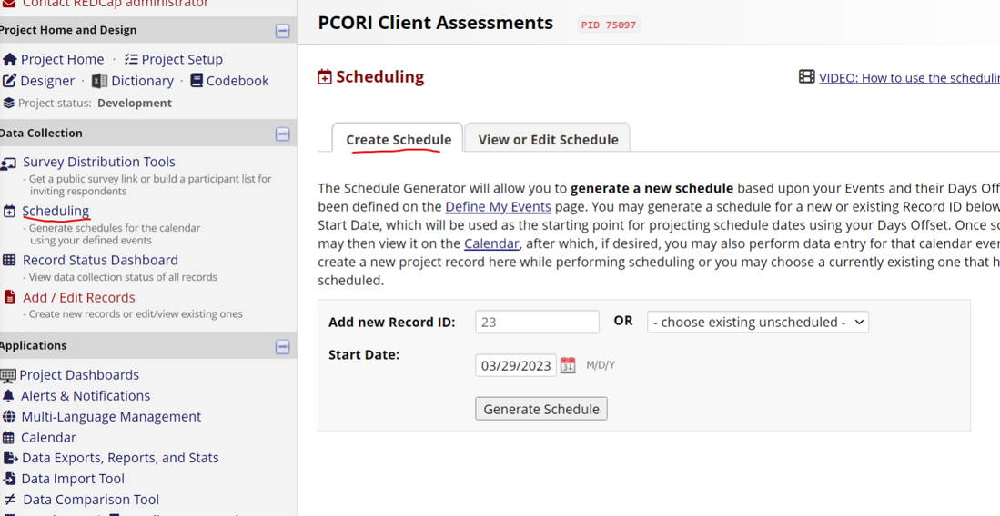 Contact REDCap administrator
Project Home and Design
Project Home · Project Setup
Designer · Dictionary · Codebook
Project status: Development
Data Collection
Survey Distribution Tools
- Get a public survey link or build a participant list for
inviting respondents
Scheduling
- Generate schedules for the calendar
using your defined events
Record Status Dashboard
- View data collection status of all records
Add / Edit Records
- Create new records or edit/view existing ones
Applications
Project Dashboards
Alerts & Notifications
Multi-Language Management
Calendar
Data Exports, Reports, and Stats
Data Import Tool
Data Comparison Tool
PCORI Client Assessments PID 75097
Scheduling
VIDEO: How to use the schedulin
Create Schedule
View or Edit Schedule
The Schedule Generator will allow you to generate a new schedule based upon your Events and their Days Off
been defined on the Define My Events page. You may generate a schedule for a new or existing Record ID below
Start Date, which will be used as the starting point for projecting schedule dates using your Days Offset. Once sc
may then view it on the Calendar, after which, if desired, you may also perform data entry for that calendar eve
create a new project record here while performing scheduling or you may choose a currently existing one that h
scheduled.
Add new Record ID: 23 OR - choose existing unscheduled -
Start Date:
03/29/2023 31 M/D/Y
Generate Schedule